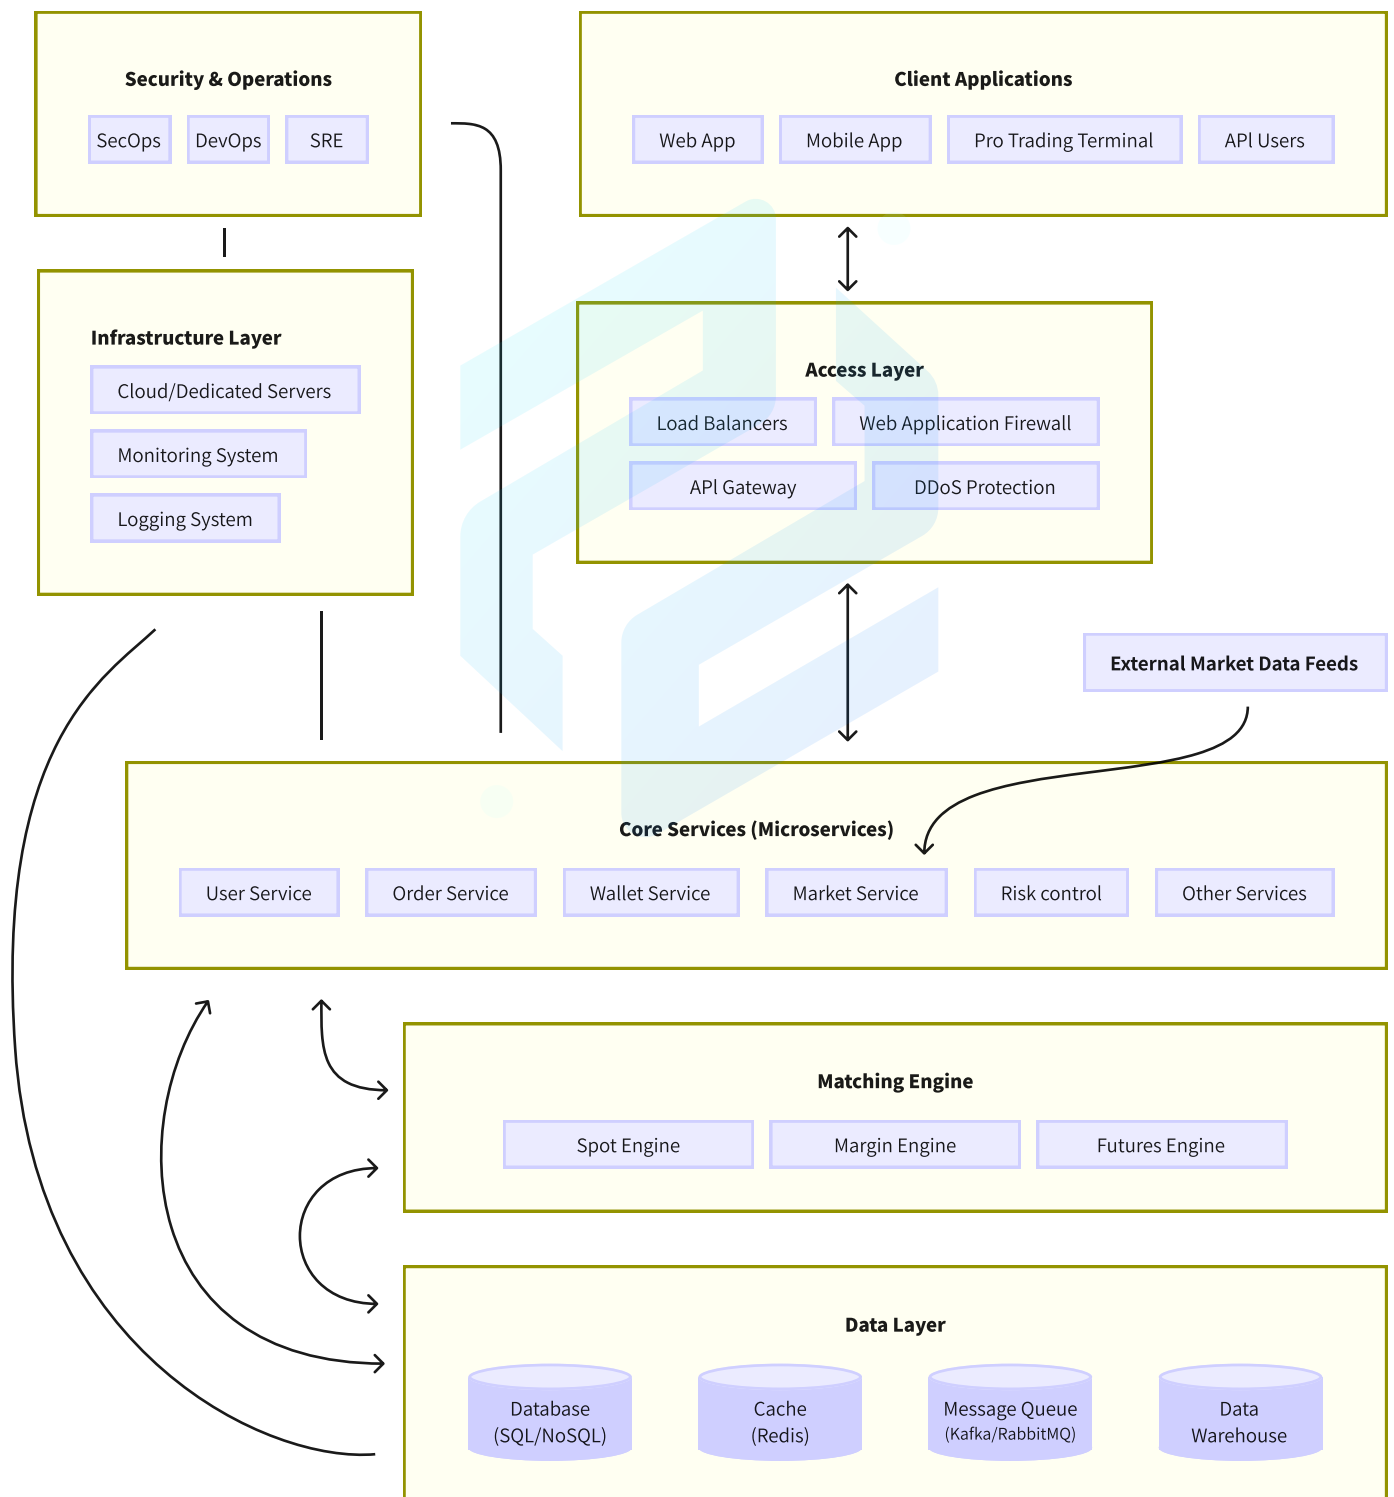 Security & Operations
SecOps
DevOps
SRE
Client Applications
Web App
Mobile App
Pro Trading Terminal
API Users
Infrastructure Layer
Cloud/Dedicated Servers
Monitoring System
Logging System
Access Layer
Load Balancers
Web Application Firewall
API Gateway
DDoS Protection
External Market Data Feeds
Core Services (Microservices)
User Service
Order Service
Wallet Service
Market Service
Risk control
Other Services
Matching Engine
Spot Engine
Margin Engine
Futures Engine
Data Layer
Database
(SQL/NoSQL)
Cache
(Redis)
Message Queue
(Kafka/RabbitMQ)
Data
Warehouse